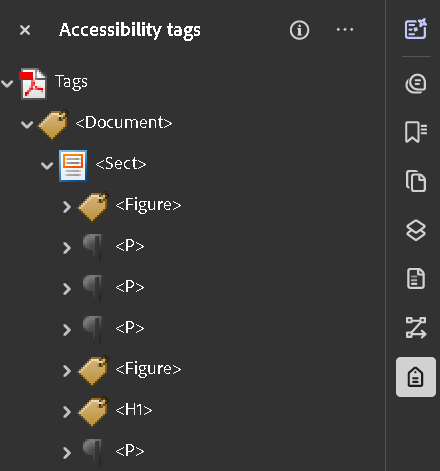 Accessibility tags
Tags
<Document>
<Sect>
<Figure>
<P>
<P>
<P>
<Figure>
<H1>
<P>